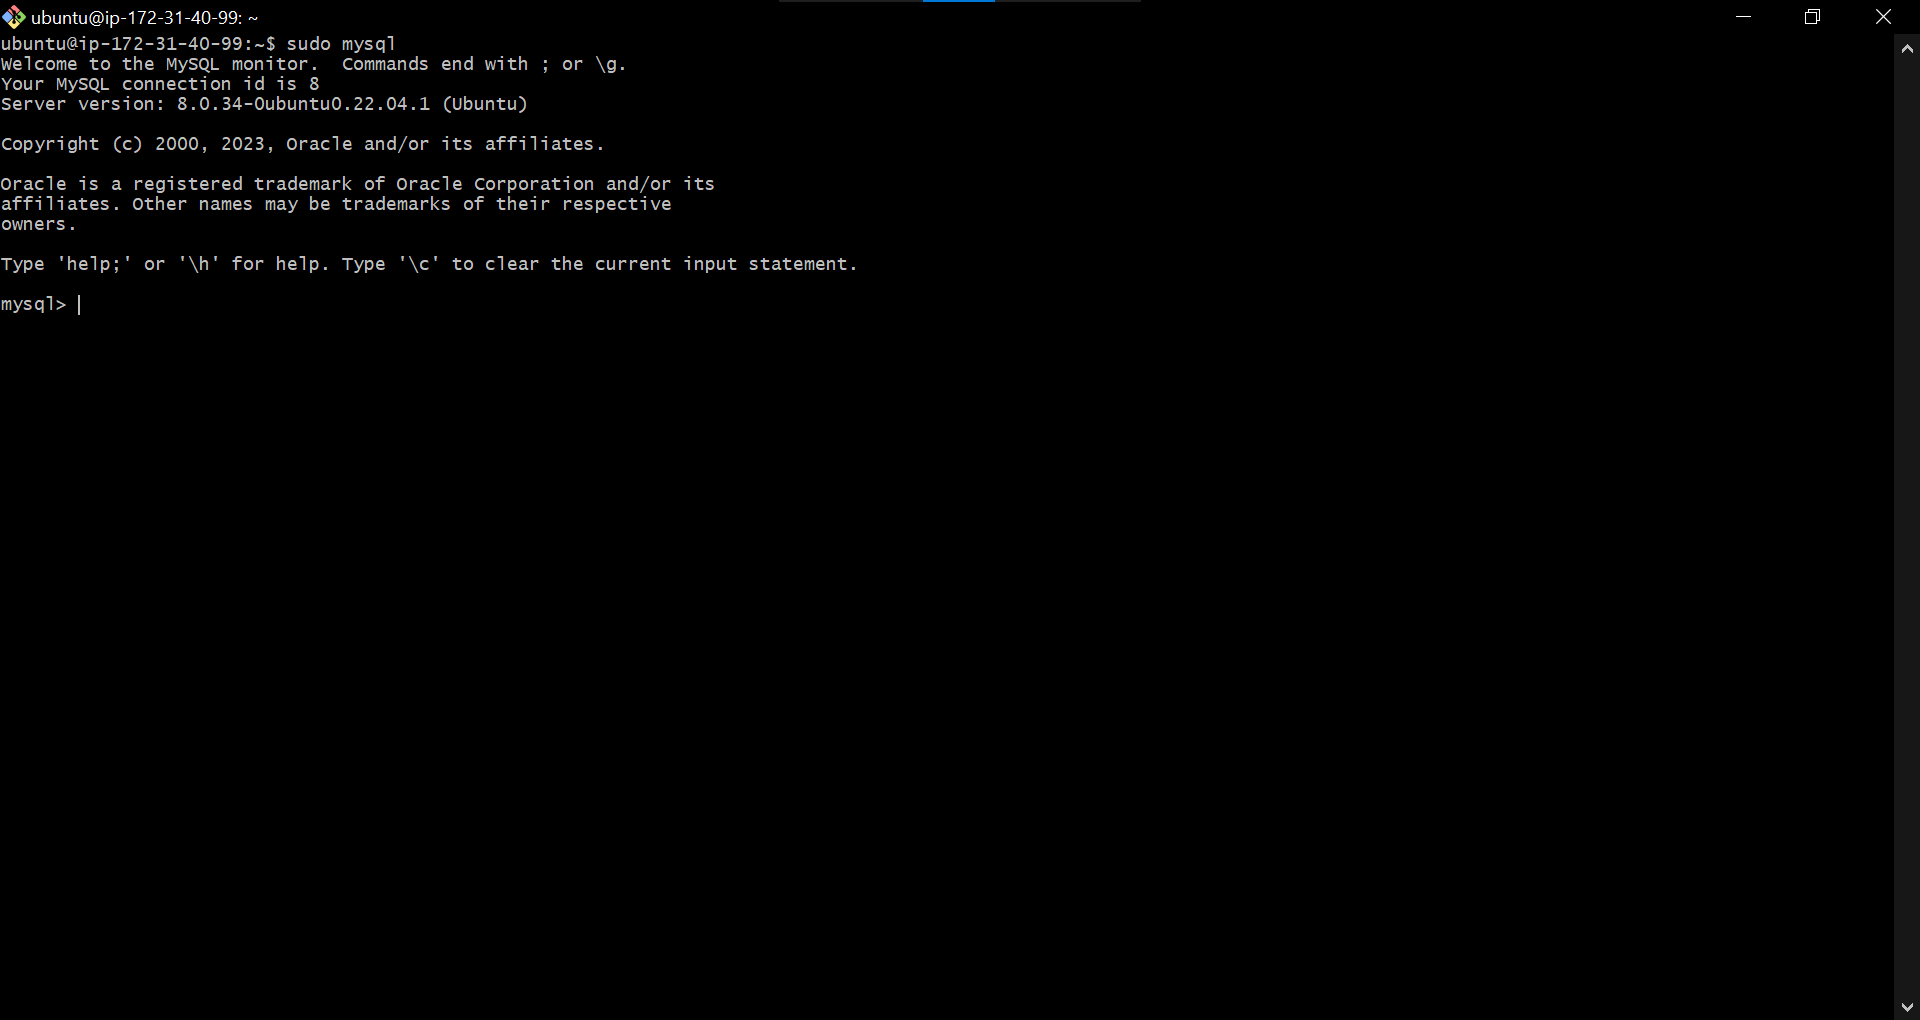 ubuntu@ip-172-31-40-99: ~
ubuntu@ip-172-31-40-99:~$ sudo mysql
Welcome to the MySQL monitor.  Commands end with ; or \g.
Your MySQL connection id is 8
Server version: 8.0.34-0ubuntu0.22.04.1 (Ubuntu)
Copyright (c) 2000, 2023, Oracle and/or its affiliates.
Oracle is a registered trademark of Oracle Corporation and/or its
affiliates. Other names may be trademarks of their respective
owners.
Type 'help;' or '\h' for help. Type '\c' to clear the current input statement.
mysql>